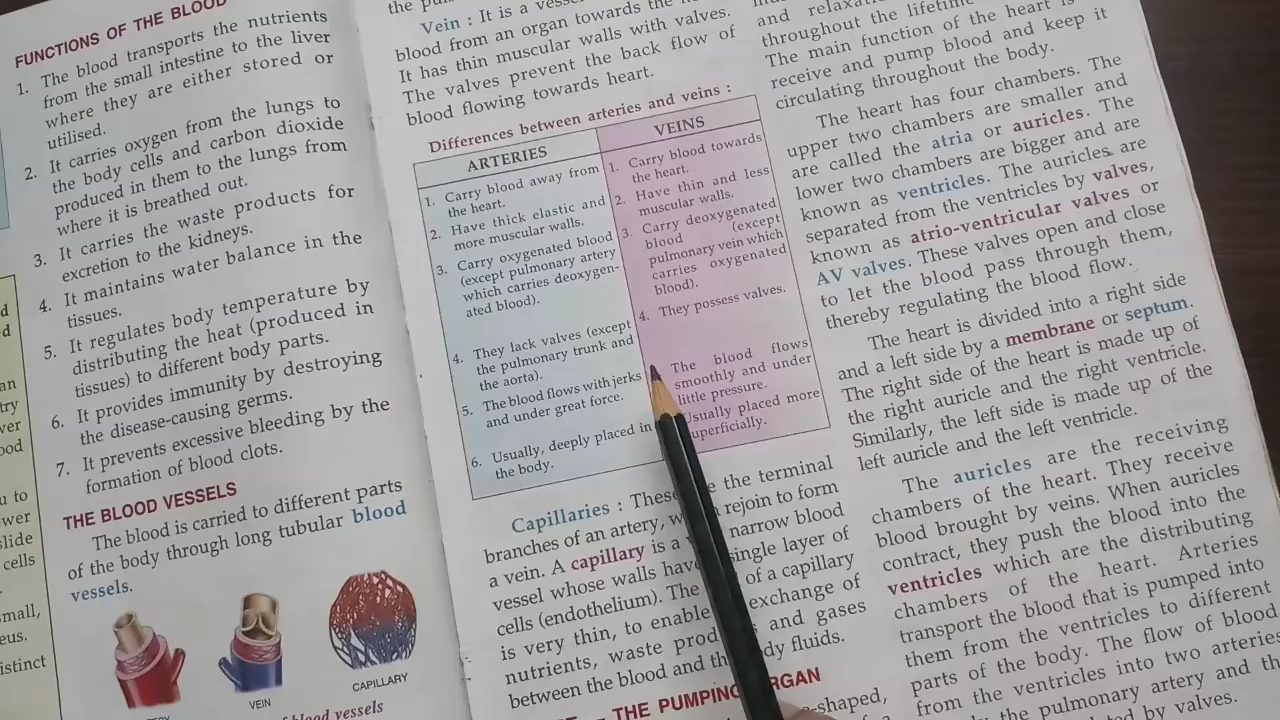 FUNCTIONS OF THE BLOOD
1. The blood transports the nutrients
from the small intestine to the liver
where they are either stored or
utilised.
2. It carries oxygen from the lungs to
the body cells and carbon dioxide
produced in them to the lungs from
where it is breathed out.
3. It carries the waste products for
excretion to the kidneys.
4. It maintains water balance in the
tissues.
5. It regulates body temperature by
distributing the heat (produced in
tissues) to different body parts.
6. It provides immunity by destroying
the disease-causing germs.
7. It prevents excessive bleeding by the
formation of blood clots.
THE BLOOD VESSELS
The blood is carried to different parts
of the body through long tubular blood
vessels.
VEIN
CAPILLARY
blood vessels
Vein : It is a
blood from an organ towards the
It has thin muscular walls with valves.
The valves prevent the back flow of
blood flowing towards heart.
Differences between arteries and veins :
ARTERIES
1. Carry blood away from
the heart.
2. Have thick elastic and
more muscular walls.
3. Carry oxygenated blood
(except pulmonary artery
which carries deoxygen-
ated blood).
4. They lack valves (except
the pulmonary trunk and
the aorta).
5. The blood flows with jerks
and under great force.
6. Usually, deeply placed in
the body.
VEINS
1. Carry blood towards
the heart.
2. Have thin and less
muscular walls.
3. Carry deoxygenated
blood (except
pulmonary vein which
carries oxygenated
blood).
4. They possess valves.
The blood flows
smoothly and under
little pressure.
Usually placed more
superficially.
Capillaries : the terminal
branches of an artery, rejoin to form
a vein. A capillary is a narrow blood
vessel whose walls have single layer of
cells (endothelium). The of a capillary
is very thin, to enable exchange of
nutrients, waste and gases
between the blood and fluids.
THE PUMPING ORGAN
-shaped,
and
throughout the lifetime
The main function of the heart is
receive and pump blood and keep it
circulating throughout the body.
The heart has four chambers. The
upper two chambers are smaller and
are called the atria or auricles. The
lower two chambers are bigger and are
known as ventricles. The auricles are
separated from the ventricles by valves,
known as atrio-ventricular valves or
AV valves. These valves open and close
to let the blood pass through them,
thereby regulating the blood flow.
The heart is divided into a right side
and a left side by a membrane or septum.
The right side of the heart is made up of
the right auricle and the right ventricle.
Similarly, the left side is made up of the
left auricle and the left ventricle.
The auricles are the receiving
chambers of the heart. They receive
blood brought by veins. When auricles
contract, they push the blood into the
ventricles which are the distributing
chambers of the heart. Arteries
transport the blood that is pumped into
them from the ventricles to different
parts of the body. The flow of blood
from the ventricles into two arteries
the pulmonary artery and
by valves.